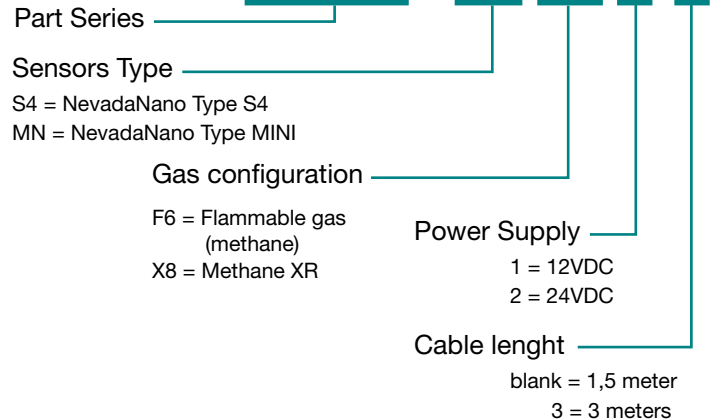 Part Series
Sensors Type
S4 = NevadaNano Type S4
MN = NevadaNano Type MINI
Gas configuration
F6 = Flammable gas
(methane)
X8 = Methane XR
Power Supply
1 = 12VDC
2 = 24VDC
Cable lenght
blank = 1,5 meter
3 = 3 meters